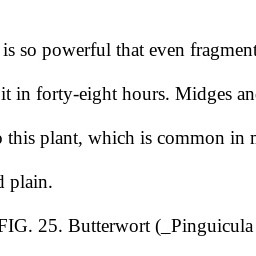 is so powerful that even fragment
it in forty-eight hours. Midges an
this plant, which is common in
plain.
FIG. 25. Butterwort (_Pinguicula